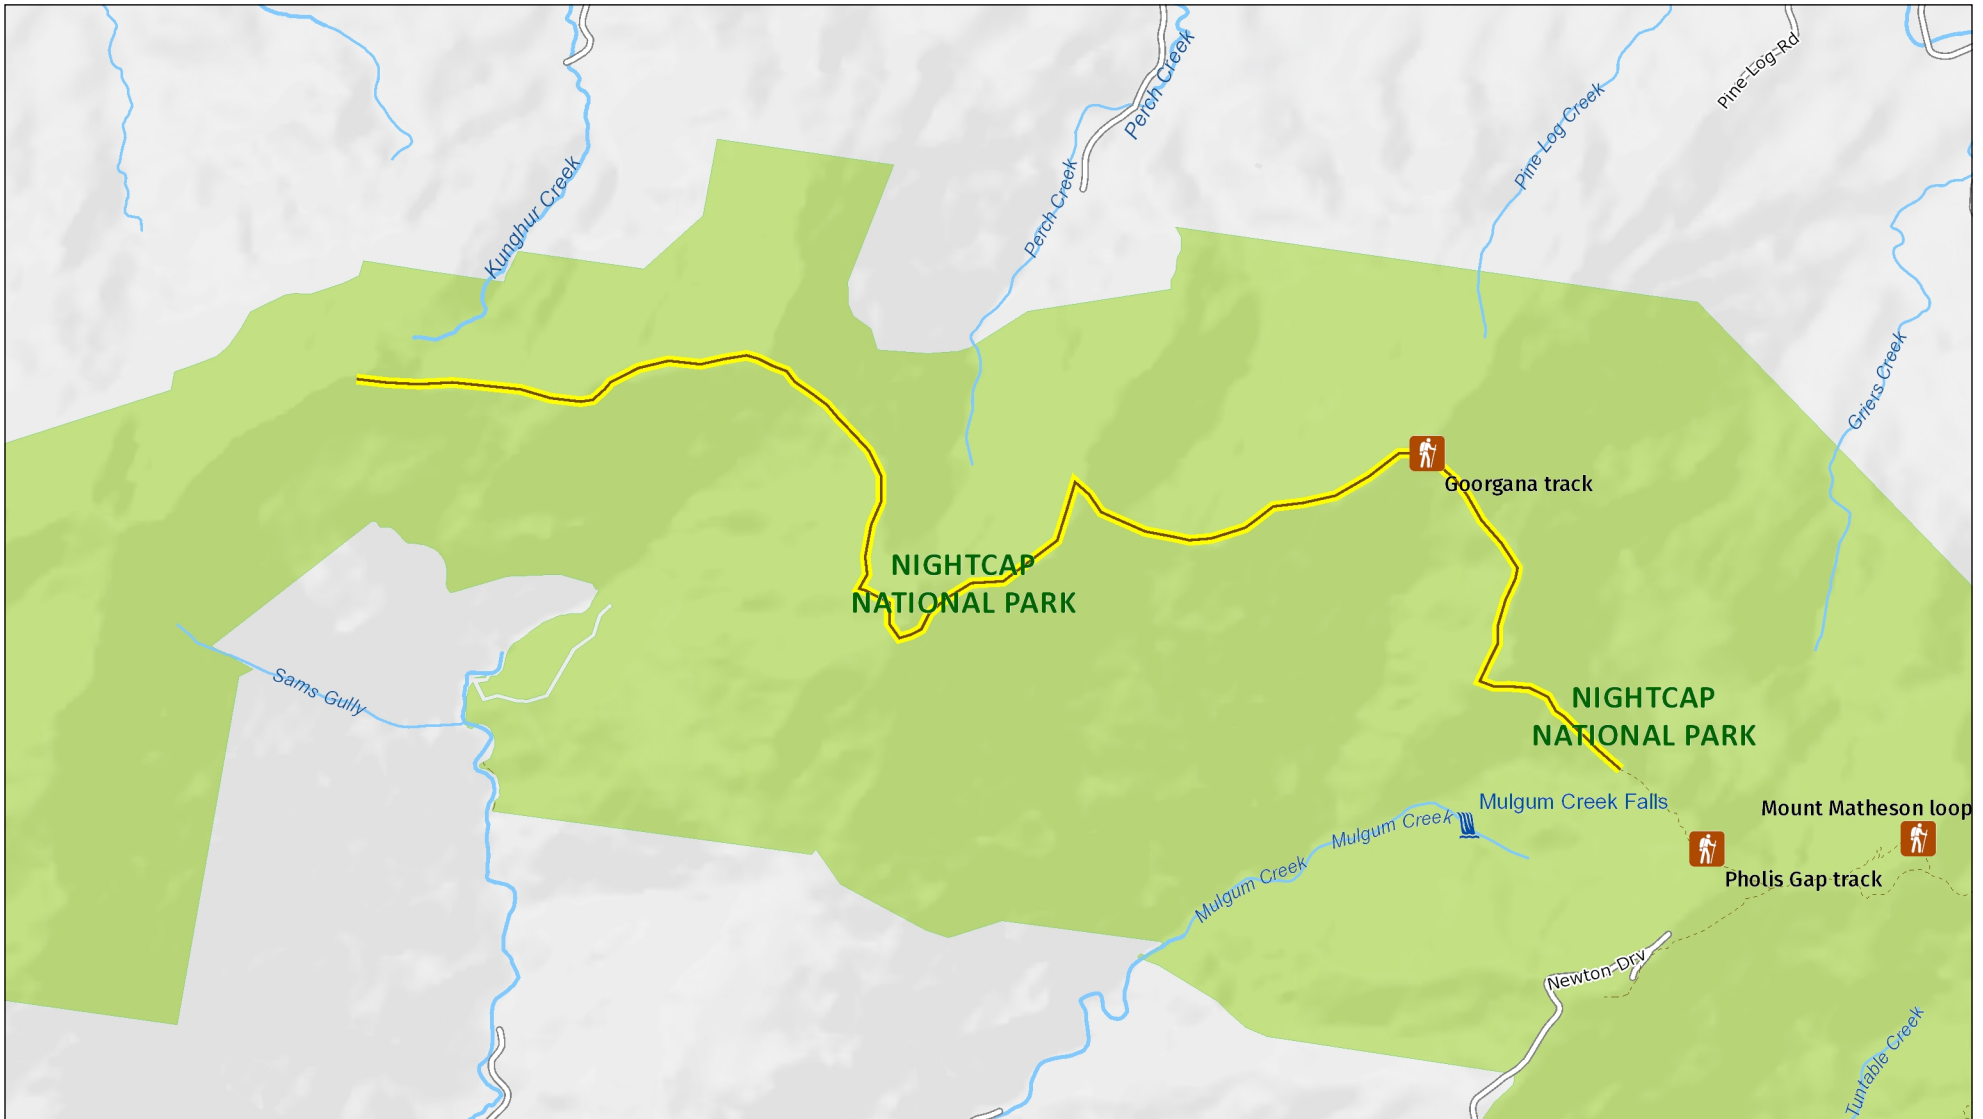 Pine-Log-Rd
Perch Creek
Pine Log Creek
Kunghur Creek
Perch Creek
Griers Creek
Goorgana track
NIGHTCAP
NATIONAL PARK
Sams Gully
NIGHTCAP
NATIONAL PARK
Mulgum Creek Falls
Mount Matheson loop
Mulgum Creek
Mulgum Creek
Pholis Gap track
Newton-Drv
Tuntable Creek